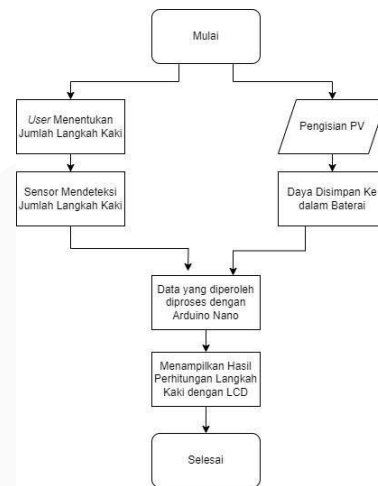 Mulai
User Menentukan
Jumlah Langkah Kaki
Pengisian PV
Sensor Mendeteksi
Jumlah Langkah Kaki
Daya Disimpan Ke
dalam Baterai
Data yang diperoleh
diproses dengan
Arduino Nano
Menampilkan Hasil
Perhitungan Langkah
Kaki dengan LCD
Selesai